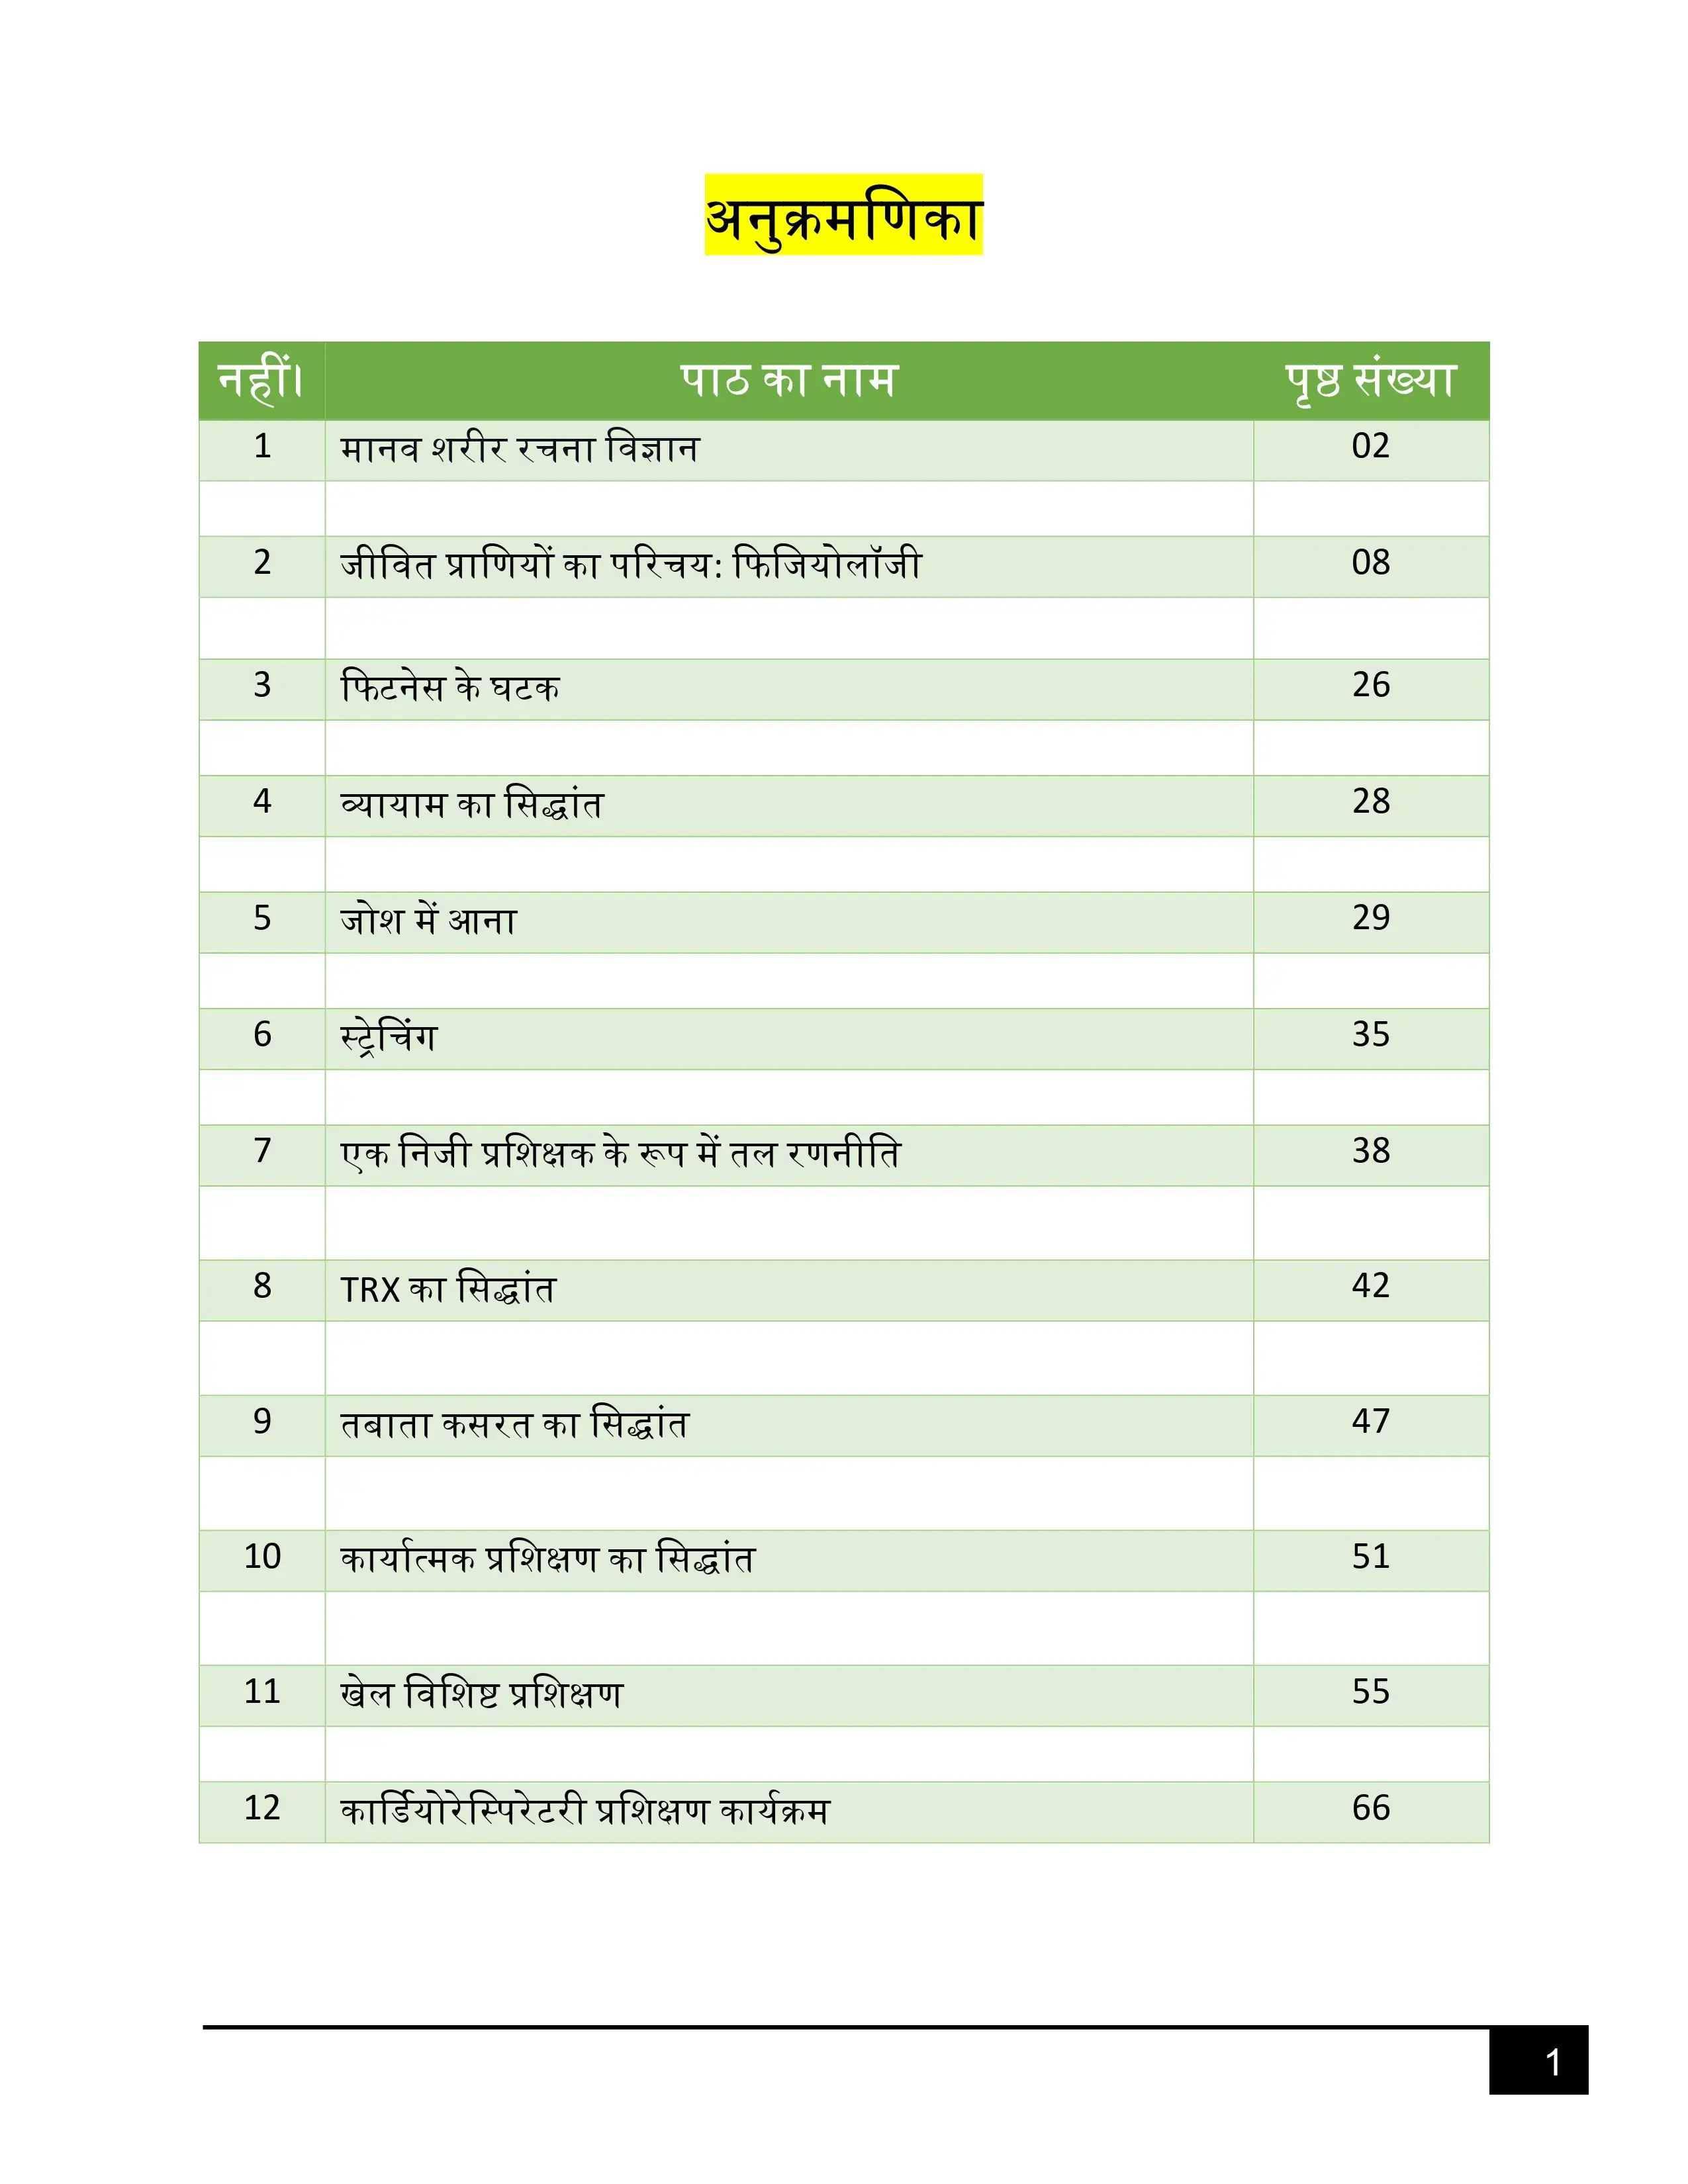 अनुक्रमणिका
नहीं। पाठ का नाम पृष्ठ संख्या
1 मानव शरीर रचना विज्ञान 02
2 जीवित प्राणियों का परिचय: फिजियोलॉजी 08
3 फिटनेस के घटक 26
4 व्यायाम का सिद्धांत 28
5 जोश में आना 29
6 स्ट्रेचिंग 35
7 एक निजी प्रशिक्षक के रूप में तल रणनीति 38
8 TRX का सिद्धांत 42
9 तबाता कसरत का सिद्धांत 47
10 कार्यात्मक प्रशिक्षण का सिद्धांत 51
11 खेल विशिष्ट प्रशिक्षण 55
12 कार्डियोरेस्पिरेटरी प्रशिक्षण कार्यक्रम 66
1